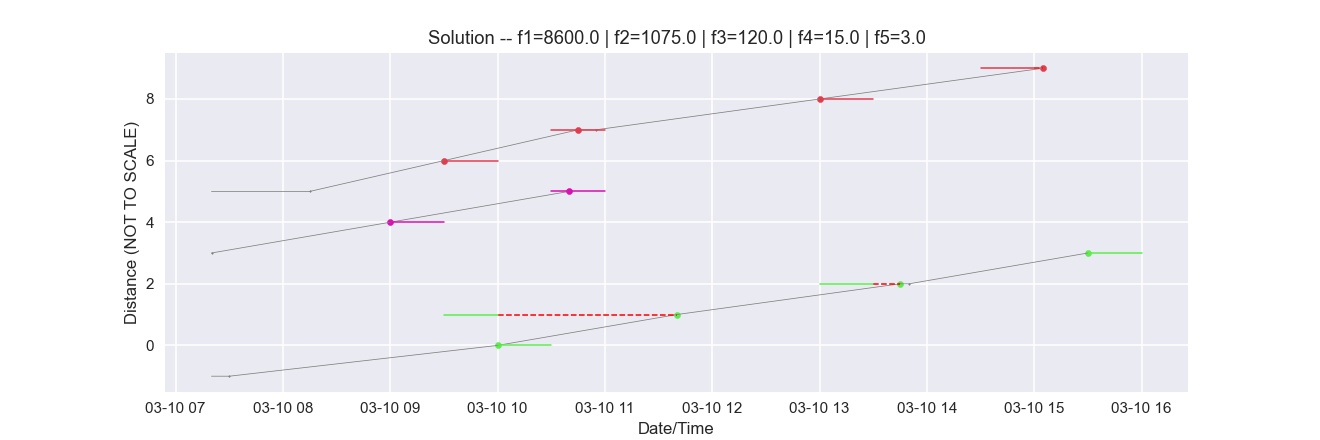 Solution -- f1=8600.0 | f2=1075.0 | f3=120.0 | f4=15.0 | f5=3.0
Distance (NOT TO SCALE)
8
6
4
2
0
03-10 07 03-10 08 03-10 09 03-10 10 03-10 11 03-10 12 03-10 13 03-10 14 03-10 15 03-10 16
Date/Time